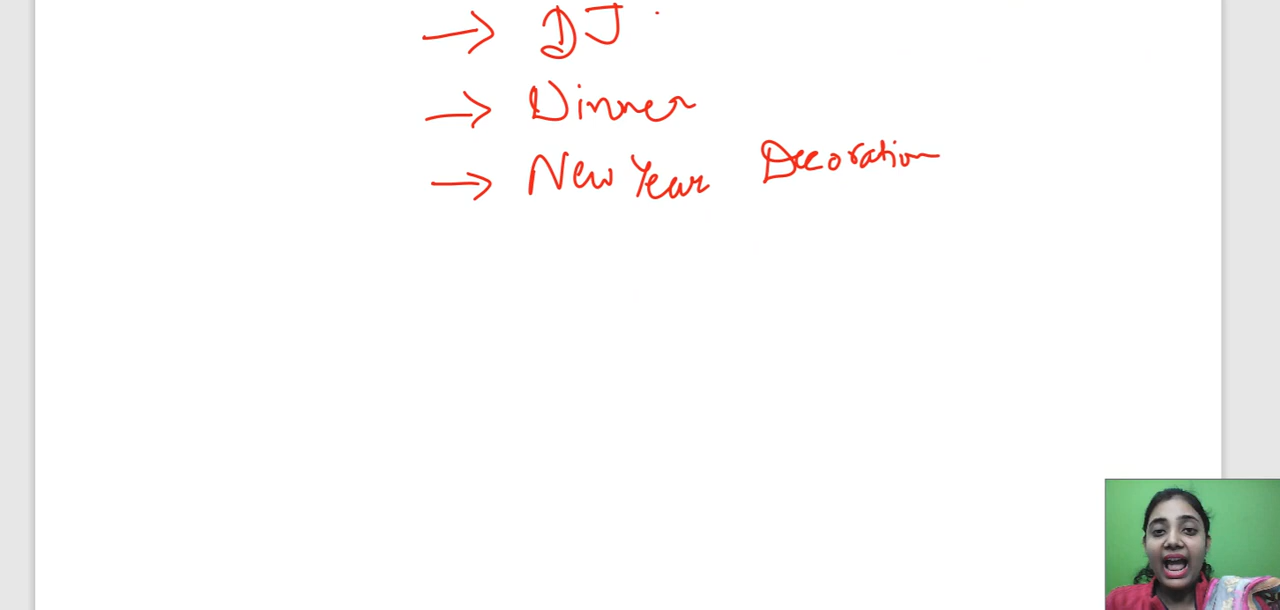 → DJ
→ Dinner
→ New Year Decoration